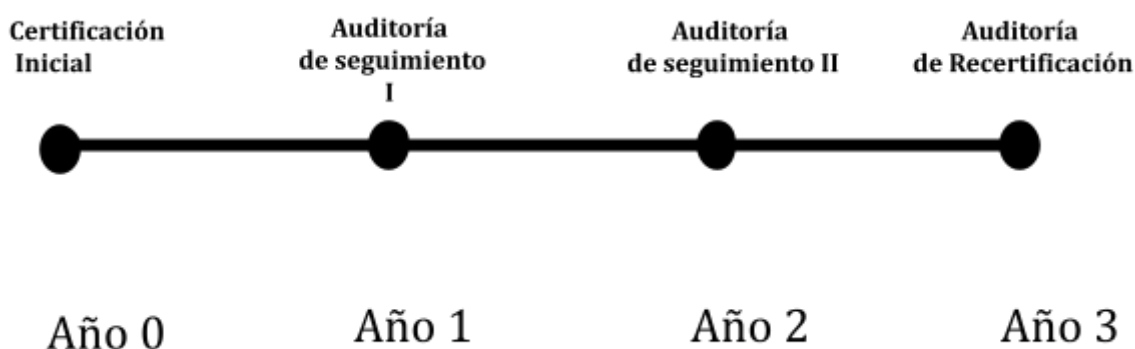 Certificación
Inicial
Auditoría
de seguimiento
I
Auditoría
de seguimiento II
Auditoría
de Recertificación
Año 0
Año 1
Año 2
Año 3